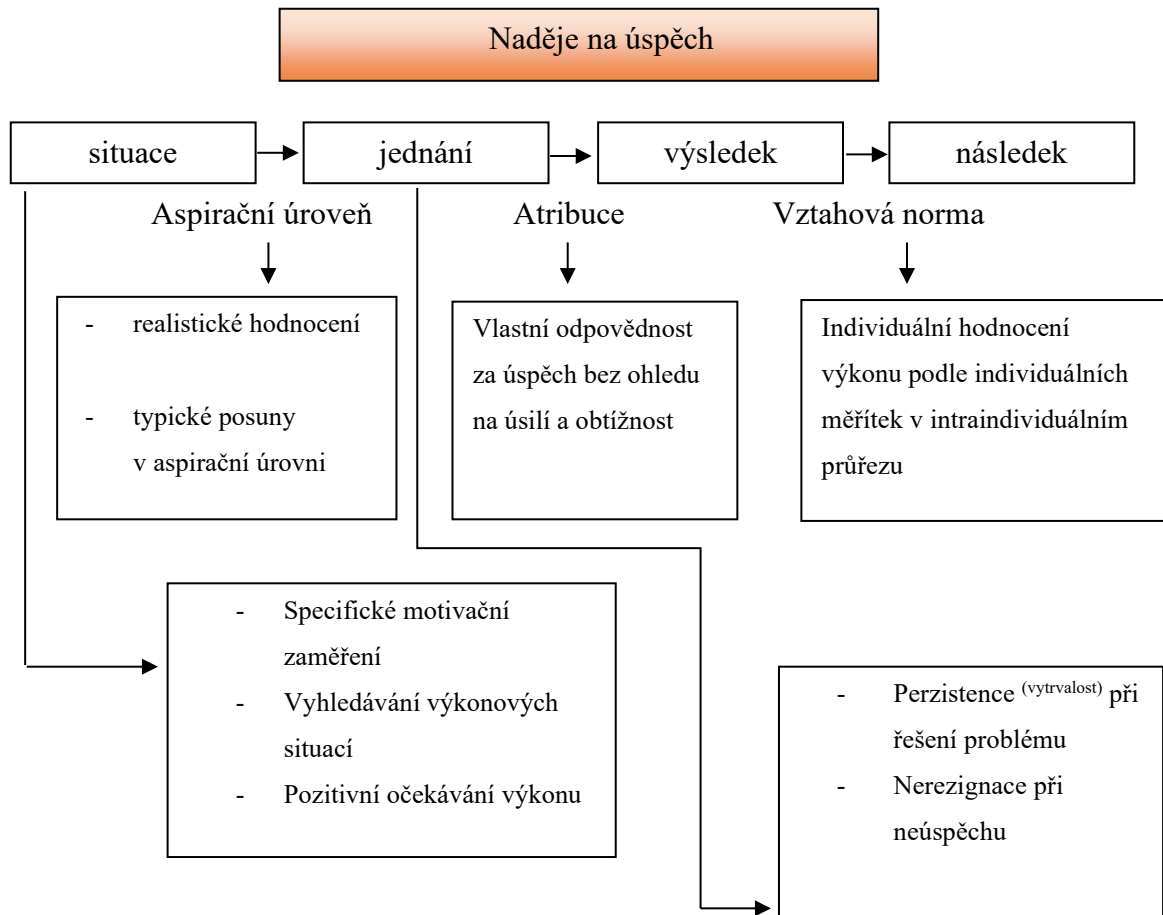 Naděje na úspěch
situace
jednání
výsledek
následek
Aspirační úroveň
Atribuce
Vztahová norma
- realistické hodnocení
- typické posuny
v aspirační úrovni
Vlastní odpovědnost
za úspěch bez ohledu
na úsilí a obtížnost
Individuální hodnocení
výkonu podle individuálních
měřítek v intraindividuálním
průřezu
- Specifické motivační
zaměření
- Vyhledávání výkonových
situací
- Pozitivní očekávání výkonu
- Perzistence (vytrvalost) při
řešení problému
- Nerezignace při
neúspěchu